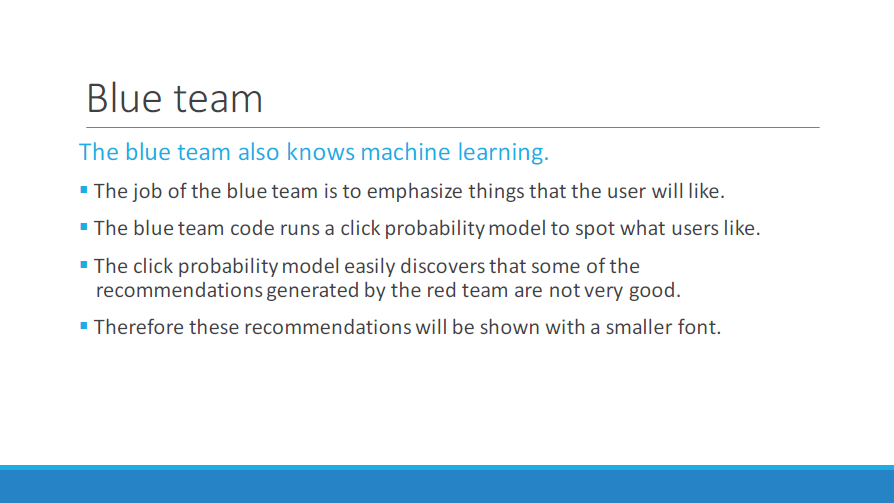 Blue team
The blue team also knows machine learning.
▪ The job of the blue team is to emphasize things that the user will like.
▪ The blue team code runs a click probability model to spot what users like.
▪ The click probability model easily discovers that some of the
recommendations generated by the red team are not very good.
▪ Therefore these recommendations will be shown with a smaller font.